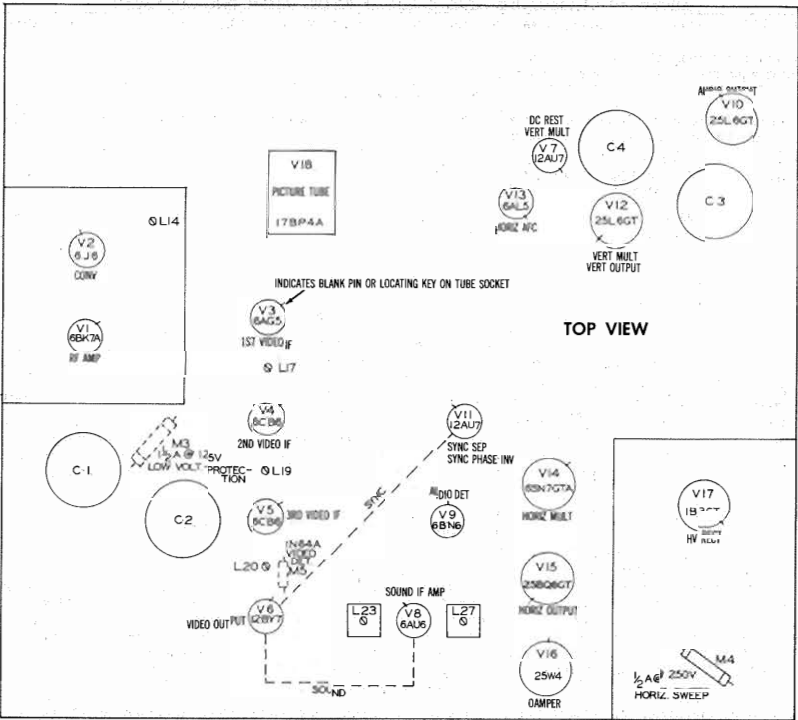 AUDIO OUTPUT
V10
25L6GT
DC REST
VERT MULT
V7
12AU7
C4
V18
PICTURE TUBE
17BP4A
V13
6AL5
HORIZ AFC
V12
25L6GT
C3
L14
V2
6J6
CONV
VERT MULT
VERT OUTPUT
INDICATES BLANK PIN OR LOCATING KEY ON TUBE SOCKET
V3
6AG5
1ST VIDEO IF
TOP VIEW
V1
6BK7A
RF AMP
L17
V4
6CB6
2ND VIDEO IF
V11
12AU7
SYNC SEP
SYNC PHASE INV
M3
LOW VOLT PROTEC-
TION
C1
L19
V14
6SN7GTA
HORIZ MULT
V17
HV RECT
SYNC
AUDIO DET
V9
6BN6
C2
V5
6CB6
3RD VIDEO IF
1N64A
VIDEO
DET
M5
L20
V15
25BQ6GT
HORIZ OUTPUT
SOUND IF AMP
V6
12BY7
VIDEO OUTPUT
L23
V8
6AU6
L27
V16
25W4
DAMPER
M4
1/2 A @ 250V
HORIZ. SWEEP
SOUND